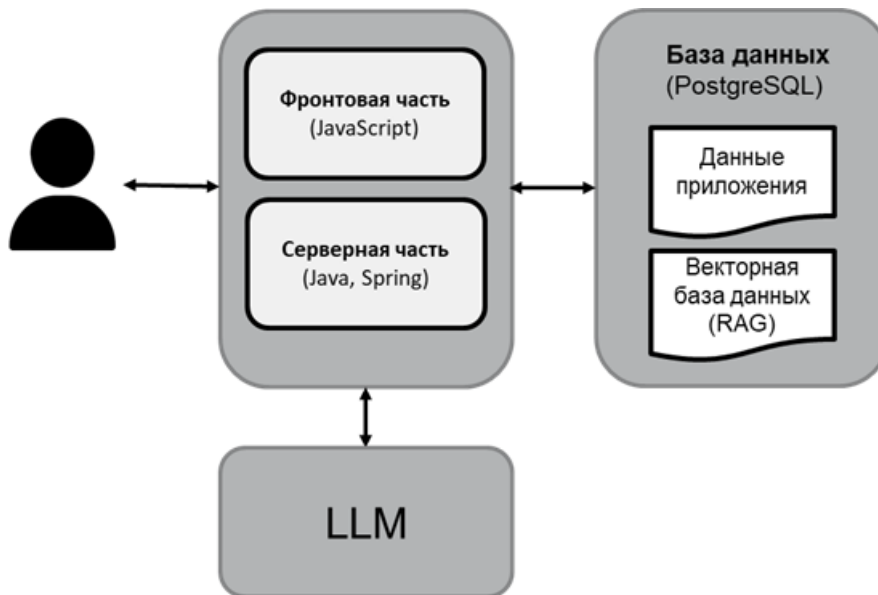 Фронтовая часть
(JavaScript)
Серверная часть
(Java, Spring)
База данных
(PostgreSQL)
Данные
приложения
Векторная
база данных
(RAG)
LLM